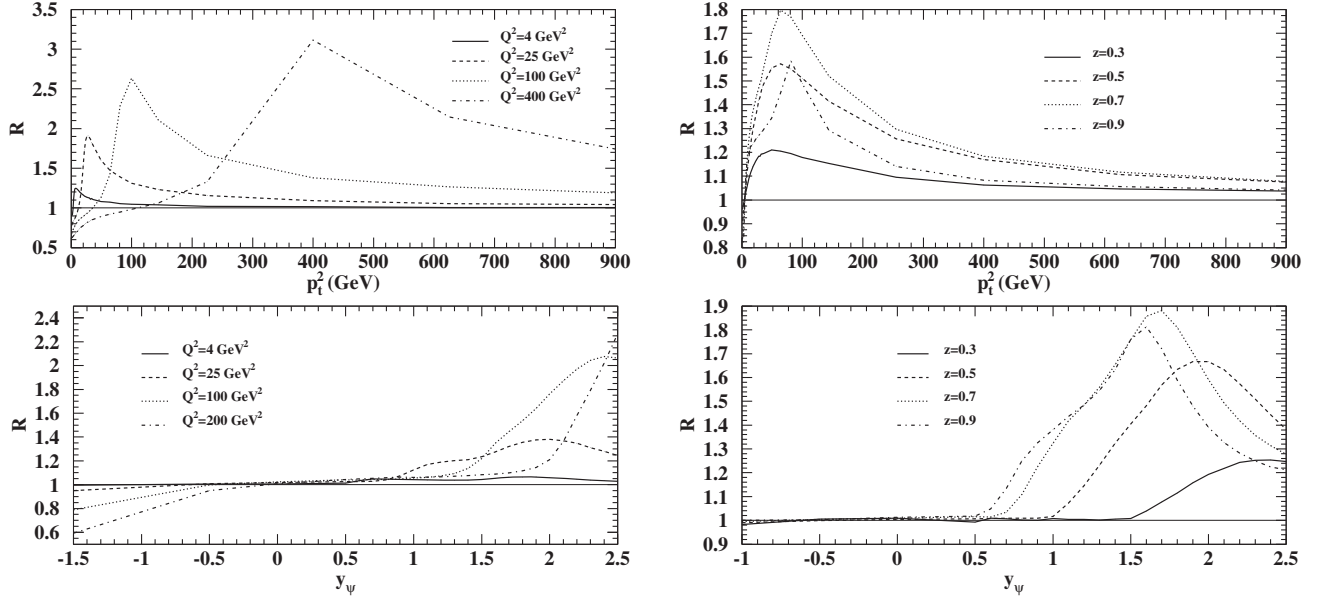 3.5
3
2.5
2
1.5
1
0.5
R
Q²=4 GeV²
Q²=25 GeV²
Q²=100 GeV²
Q²=400 GeV²
0 100 200 300 400 500 600 700 800 900
p_t² (GeV)
1.8
1.7
1.6
1.5
1.4
1.3
1.2
1.1
1
0.9
0.8
R
z=0.3
z=0.5
z=0.7
z=0.9
0 100 200 300 400 500 600 700 800 900
p_t² (GeV)
2.4
2.2
2
1.8
1.6
1.4
1.2
1
0.8
0.6
R
Q²=4 GeV²
Q²=25 GeV²
Q²=100 GeV²
Q²=200 GeV²
-1.5 -1 -0.5 0 0.5 1 1.5 2 2.5
y_ψ
1.9
1.8
1.7
1.6
1.5
1.4
1.3
1.2
1.1
1
0.9
R
z=0.3
z=0.5
z=0.7
z=0.9
-1 -0.5 0 0.5 1 1.5 2 2.5
y_ψ